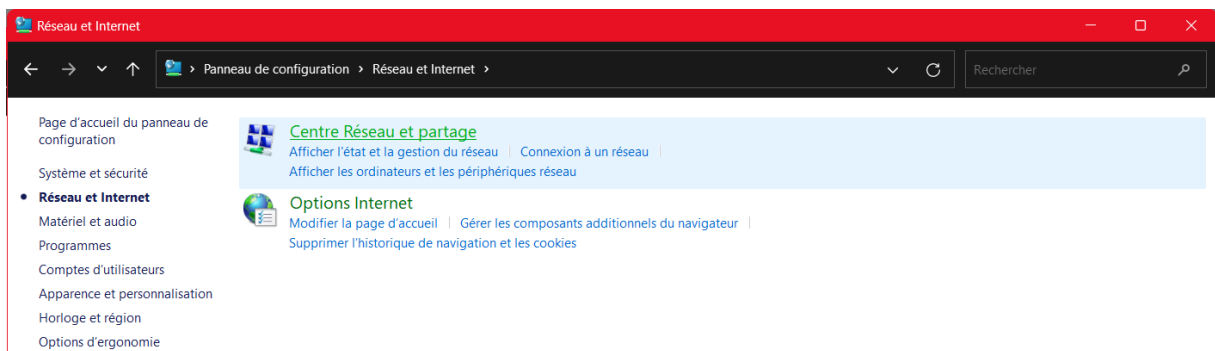 Réseau et Internet
Panneau de configuration > Réseau et Internet >
Rechercher
Page d'accueil du panneau de
configuration
Système et sécurité
Réseau et Internet
Matériel et audio
Programmes
Comptes d'utilisateurs
Apparence et personnalisation
Horloge et région
Options d'ergonomie
Centre Réseau et partage
Afficher l'état et la gestion du réseau
Connexion à un réseau
Afficher les ordinateurs et les périphériques réseau
Options Internet
Modifier la page d'accueil
Gérer les composants additionnels du navigateur
Supprimer l'historique de navigation et les cookies